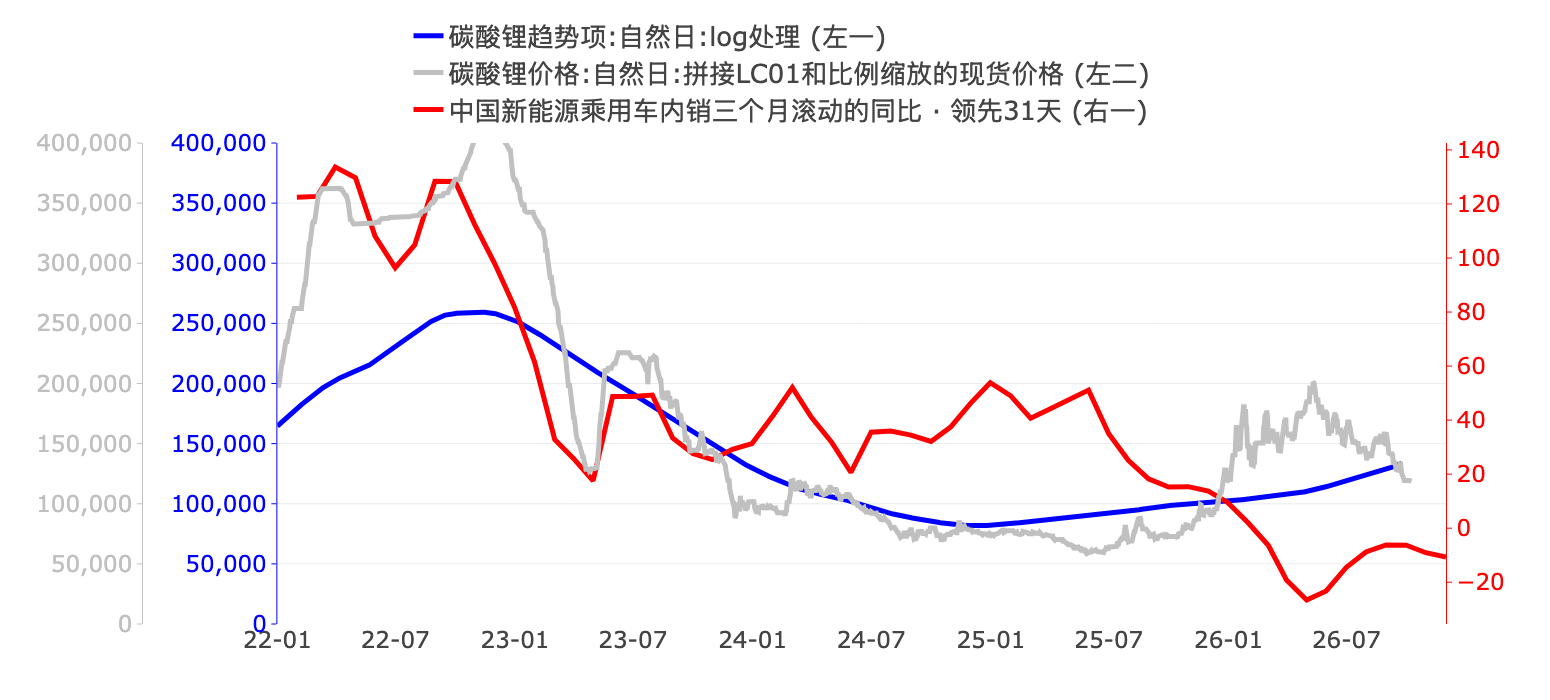 碳酸锂趋势项:自然日:log处理 (左一)
碳酸锂价格:自然日:拼接LC01和比例缩放的现货价格 (左二)
中国新能源乘用车内销三个月滚动的同比 · 领先31天 (右一)
400,000 400,000 140
350,000 350,000 120
300,000 300,000 100
250,000 250,000 80
200,000 200,000 60
150,000 150,000 40
100,000 100,000 20
50,000 50,000 0
0 0 −20
22-01 22-07 23-01 23-07 24-01 24-07 25-01 25-07 26-01 26-07